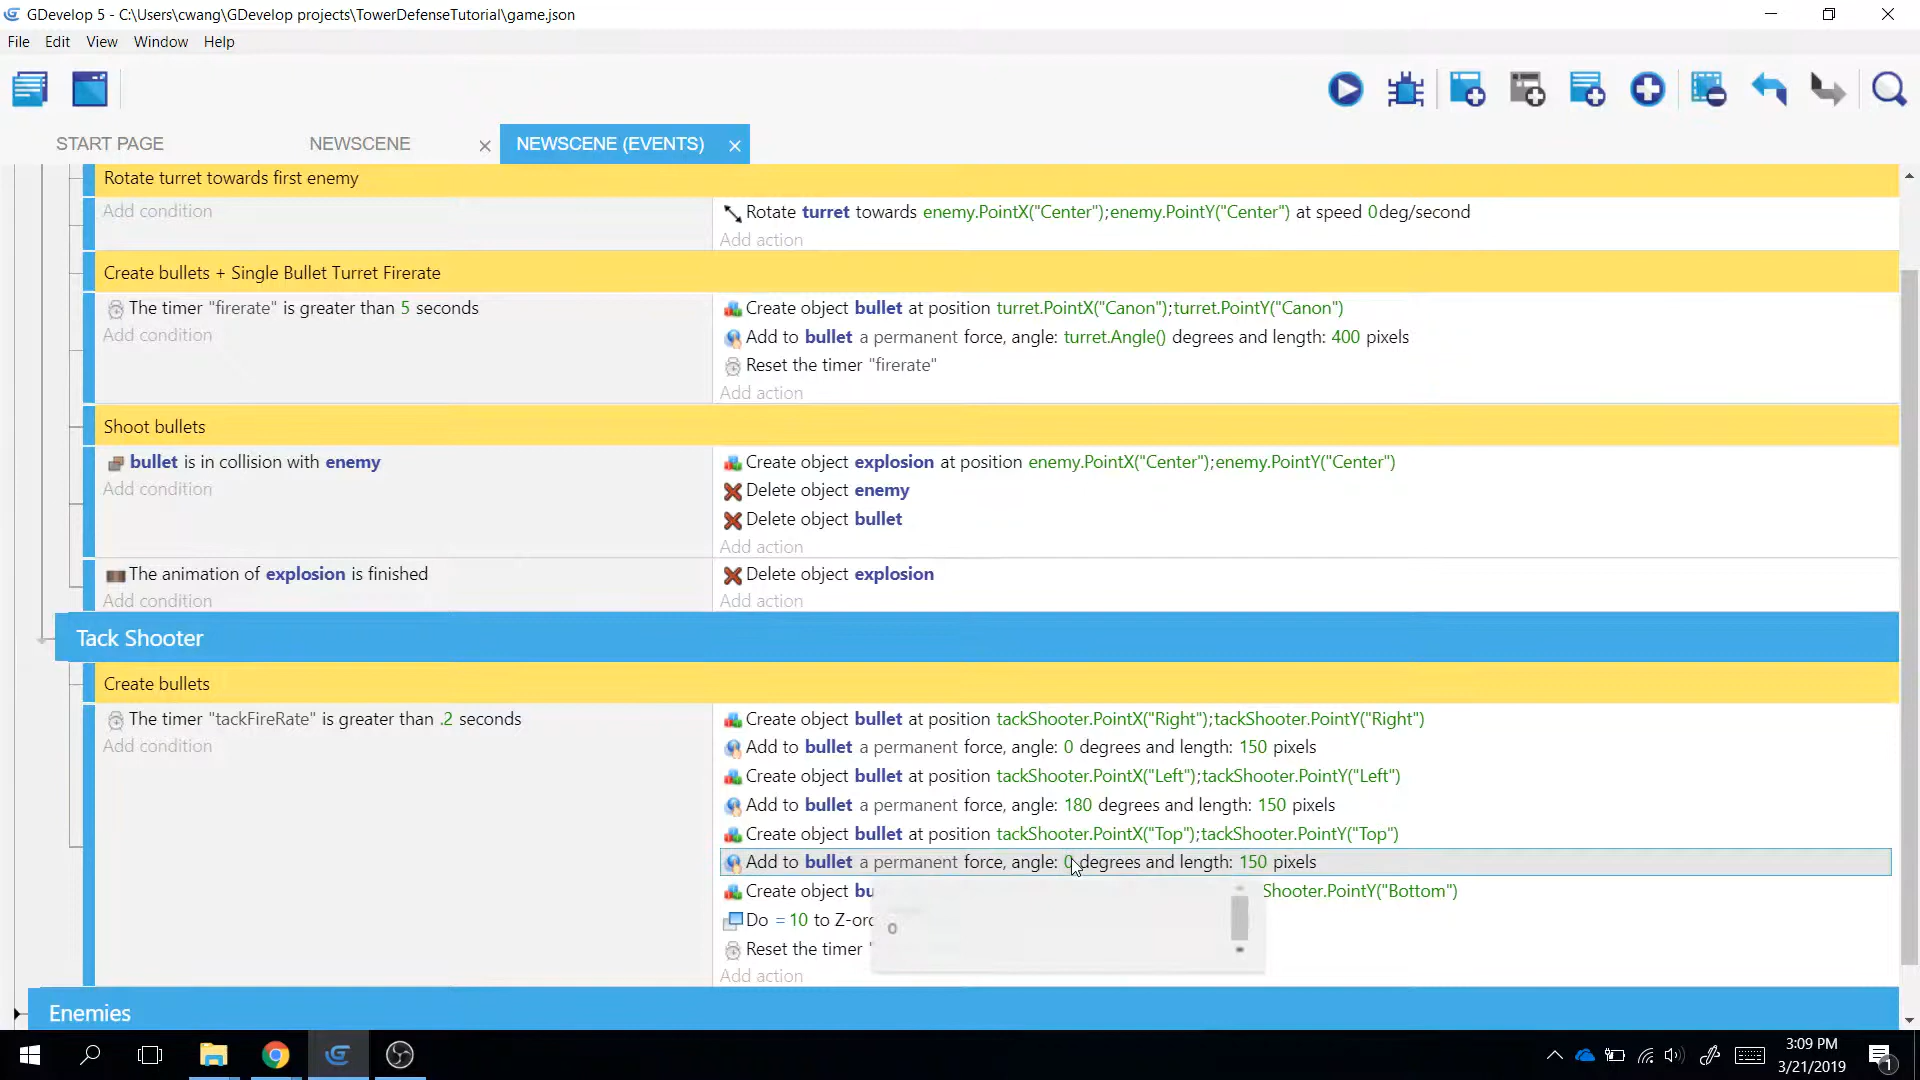 GDevelop 5 - C:\Users\cwang\GDevelop projects\TowerDefenseTutorial\game.json
File Edit View Window Help
START PAGE NEWSCENE NEWSCENE (EVENTS)
Rotate turret towards first enemy
Add condition
Rotate turret towards enemy.PointX("Center");enemy.PointY("Center") at speed 0deg/second
Add action
Create bullets + Single Bullet Turret Firerate
The timer "firerate" is greater than 5 seconds
Add condition
Create object bullet at position turret.PointX("Canon");turret.PointY("Canon")
Add to bullet a permanent force, angle: turret.Angle() degrees and length: 400 pixels
Reset the timer "firerate"
Add action
Shoot bullets
bullet is in collision with enemy
Add condition
Create object explosion at position enemy.PointX("Center");enemy.PointY("Center")
Delete object enemy
Delete object bullet
Add action
The animation of explosion is finished
Add condition
Delete object explosion
Add action
Tack Shooter
Create bullets
The timer "tackFireRate" is greater than .2 seconds
Add condition
Create object bullet at position tackShooter.PointX("Right");tackShooter.PointY("Right")
Add to bullet a permanent force, angle: 0 degrees and length: 150 pixels
Create object bullet at position tackShooter.PointX("Left");tackShooter.PointY("Left")
Add to bullet a permanent force, angle: 180 degrees and length: 150 pixels
Create object bullet at position tackShooter.PointX("Top");tackShooter.PointY("Top")
Add to bullet a permanent force, angle: 0 degrees and length: 150 pixels
Create object bu Shooter.PointY("Bottom")
0
Do = 10 to Z-ord
Reset the timer "
Add action
Enemies
3:09 PM
3/21/2019
1